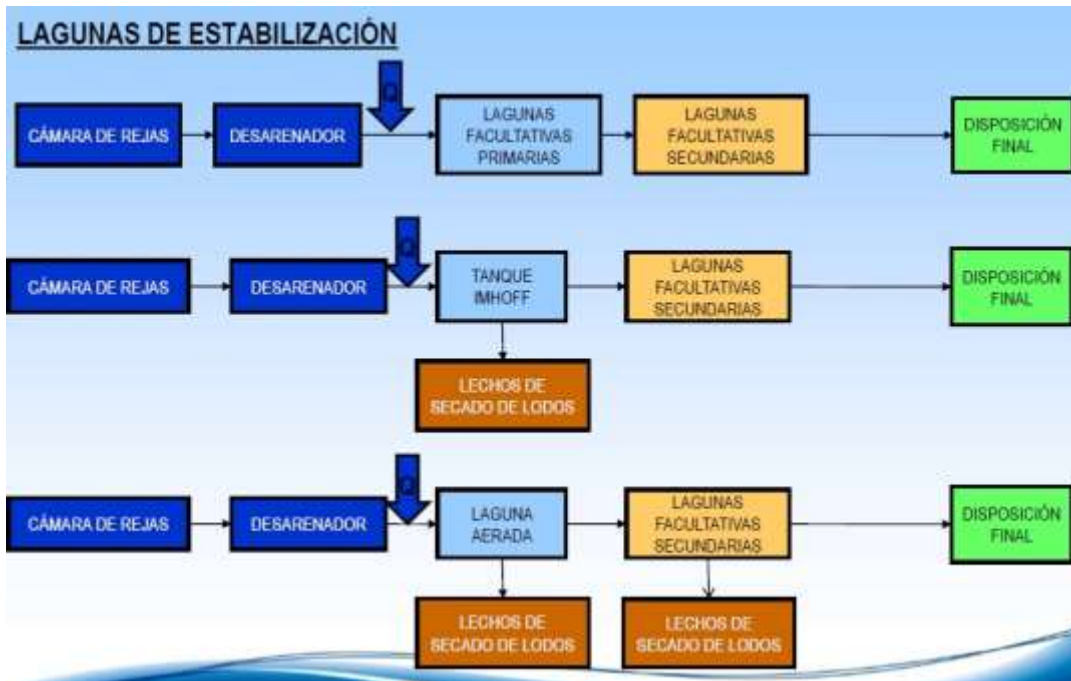 LAGUNAS DE ESTABILIZACIÓN
Q
CÁMARA DE REJAS
DESARENADOR
LAGUNAS
FACULTATIVAS
PRIMARIAS
LAGUNAS
FACULTATIVAS
SECUNDARIAS
DISPOSICIÓN
FINAL
Q
CÁMARA DE REJAS
DESARENADOR
TANQUE
IMHOFF
LAGUNAS
FACULTATIVAS
SECUNDARIAS
DISPOSICIÓN
FINAL
LECHOS DE
SECADO DE LODOS
Q
CÁMARA DE REJAS
DESARENADOR
LAGUNA
AERADA
LAGUNAS
FACULTATIVAS
SECUNDARIAS
DISPOSICIÓN
FINAL
LECHOS DE
SECADO DE LODOS
LECHOS DE
SECADO DE LODOS